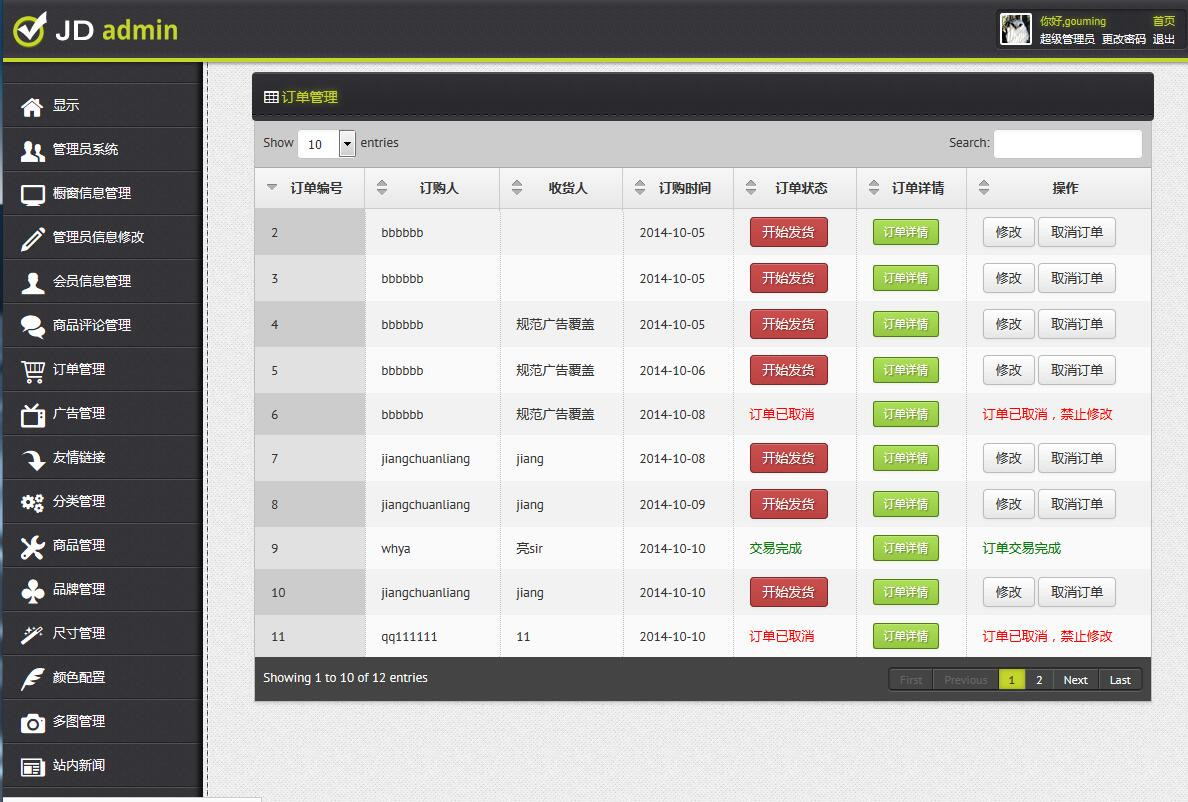 JD admin
你好,gouming 首页
超级管理员 更改密码 退出
显示
管理员系统
橱窗信息管理
管理员信息修改
会员信息管理
商品评论管理
订单管理
广告管理
友情链接
分类管理
商品管理
品牌管理
尺寸管理
颜色配置
多图管理
站内新闻
订单管理
Show 10 entries Search:
订单编号 订购人 收货人 订购时间 订单状态 订单详情 操作
2 bbbbbb 2014-10-05 开始发货 订单详情 修改 取消订单
3 bbbbbb 2014-10-05 开始发货 订单详情 修改 取消订单
4 bbbbbb 规范广告覆盖 2014-10-05 开始发货 订单详情 修改 取消订单
5 bbbbbb 规范广告覆盖 2014-10-06 开始发货 订单详情 修改 取消订单
6 bbbbbb 规范广告覆盖 2014-10-08 订单已取消 订单详情 订单已取消，禁止修改
7 jiangchuanliang jiang 2014-10-08 开始发货 订单详情 修改 取消订单
8 jiangchuanliang jiang 2014-10-09 开始发货 订单详情 修改 取消订单
9 whya 亮sir 2014-10-10 交易完成 订单详情 订单交易完成
10 jiangchuanliang jiang 2014-10-10 开始发货 订单详情 修改 取消订单
11 qq111111 11 2014-10-10 订单已取消 订单详情 订单已取消，禁止修改
Showing 1 to 10 of 12 entries First Previous 1 2 Next Last